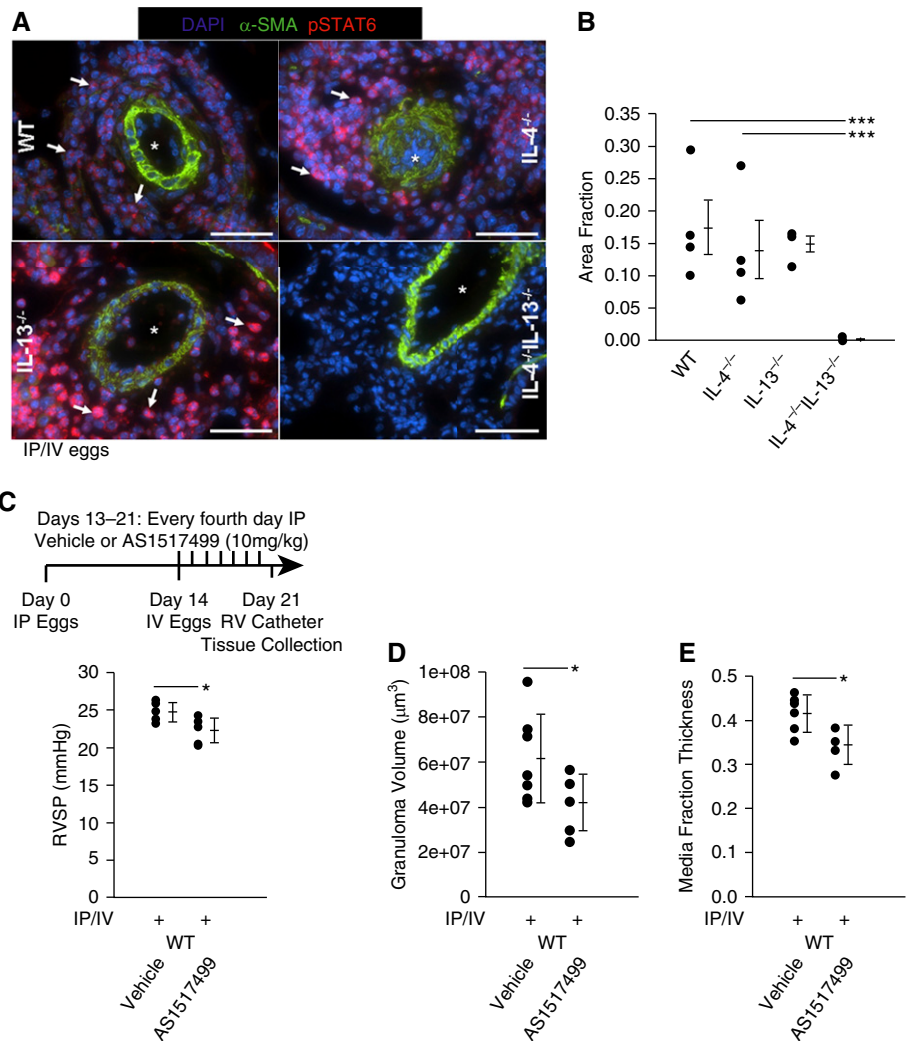 A
DAPI α-SMA pSTAT6
WT
IL-4-/-
IL-13-/-
IL-4-/-IL-13-/-
* * * *
IP/IV eggs
B
Area Fraction
0.35
0.30
0.25
0.20
0.15
0.10
0.05
0.00
***
***
WT
IL-4−/−
IL-13−/−
IL-4−/−IL-13−/−
C
Days 13–21: Every fourth day IP
Vehicle or AS1517499 (10mg/kg)
Day 0
IP Eggs
Day 14
IV Eggs
Day 21
RV Catheter
Tissue Collection
RVSP (mmHg)
30
25
20
15
10
5
0
*
IP/IV + +
WT
Vehicle
AS1517499
D
Granuloma Volume (μm3)
1e+08
8e+07
6e+07
4e+07
2e+07
0
*
IP/IV + +
WT
Vehicle
AS1517499
E
Media Fraction Thickness
0.5
0.4
0.3
0.2
0.1
0.0
*
IP/IV + +
WT
Vehicle
AS1517499